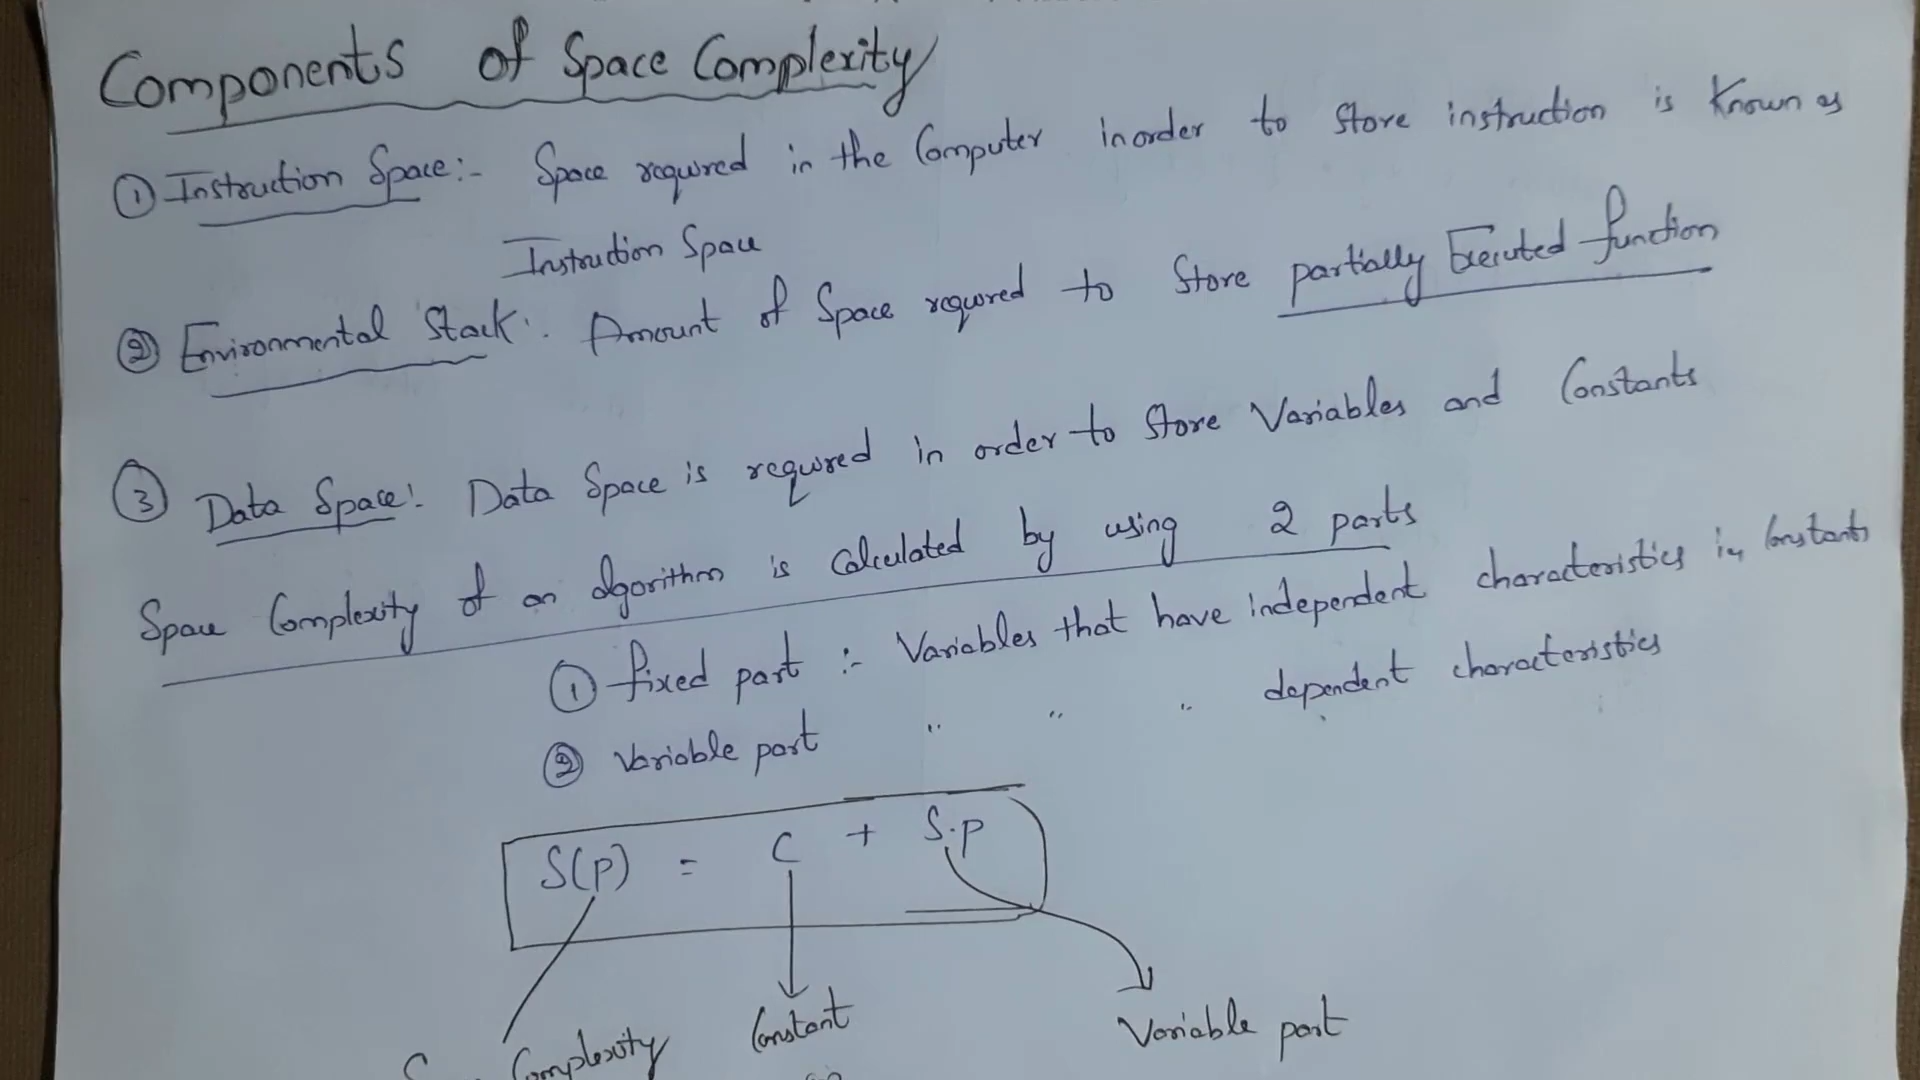 Components of Space Complexity
① Instruction Space:- Space required in the Computer inorder to store instruction is Known as
Instruction Space
② Environmental Stack:. Amount of Space required to Store partially Executed function
③ Data Space:. Data Space is required in order to Store Variables and Constants
Space Complexity of an algorithm is calculated by using 2 parts
① fixed part :- Variables that have independent characteristics in Constants
② Variable part " " " dependent characteristics
S(p) = C + S.p
Complexity Constant Variable part